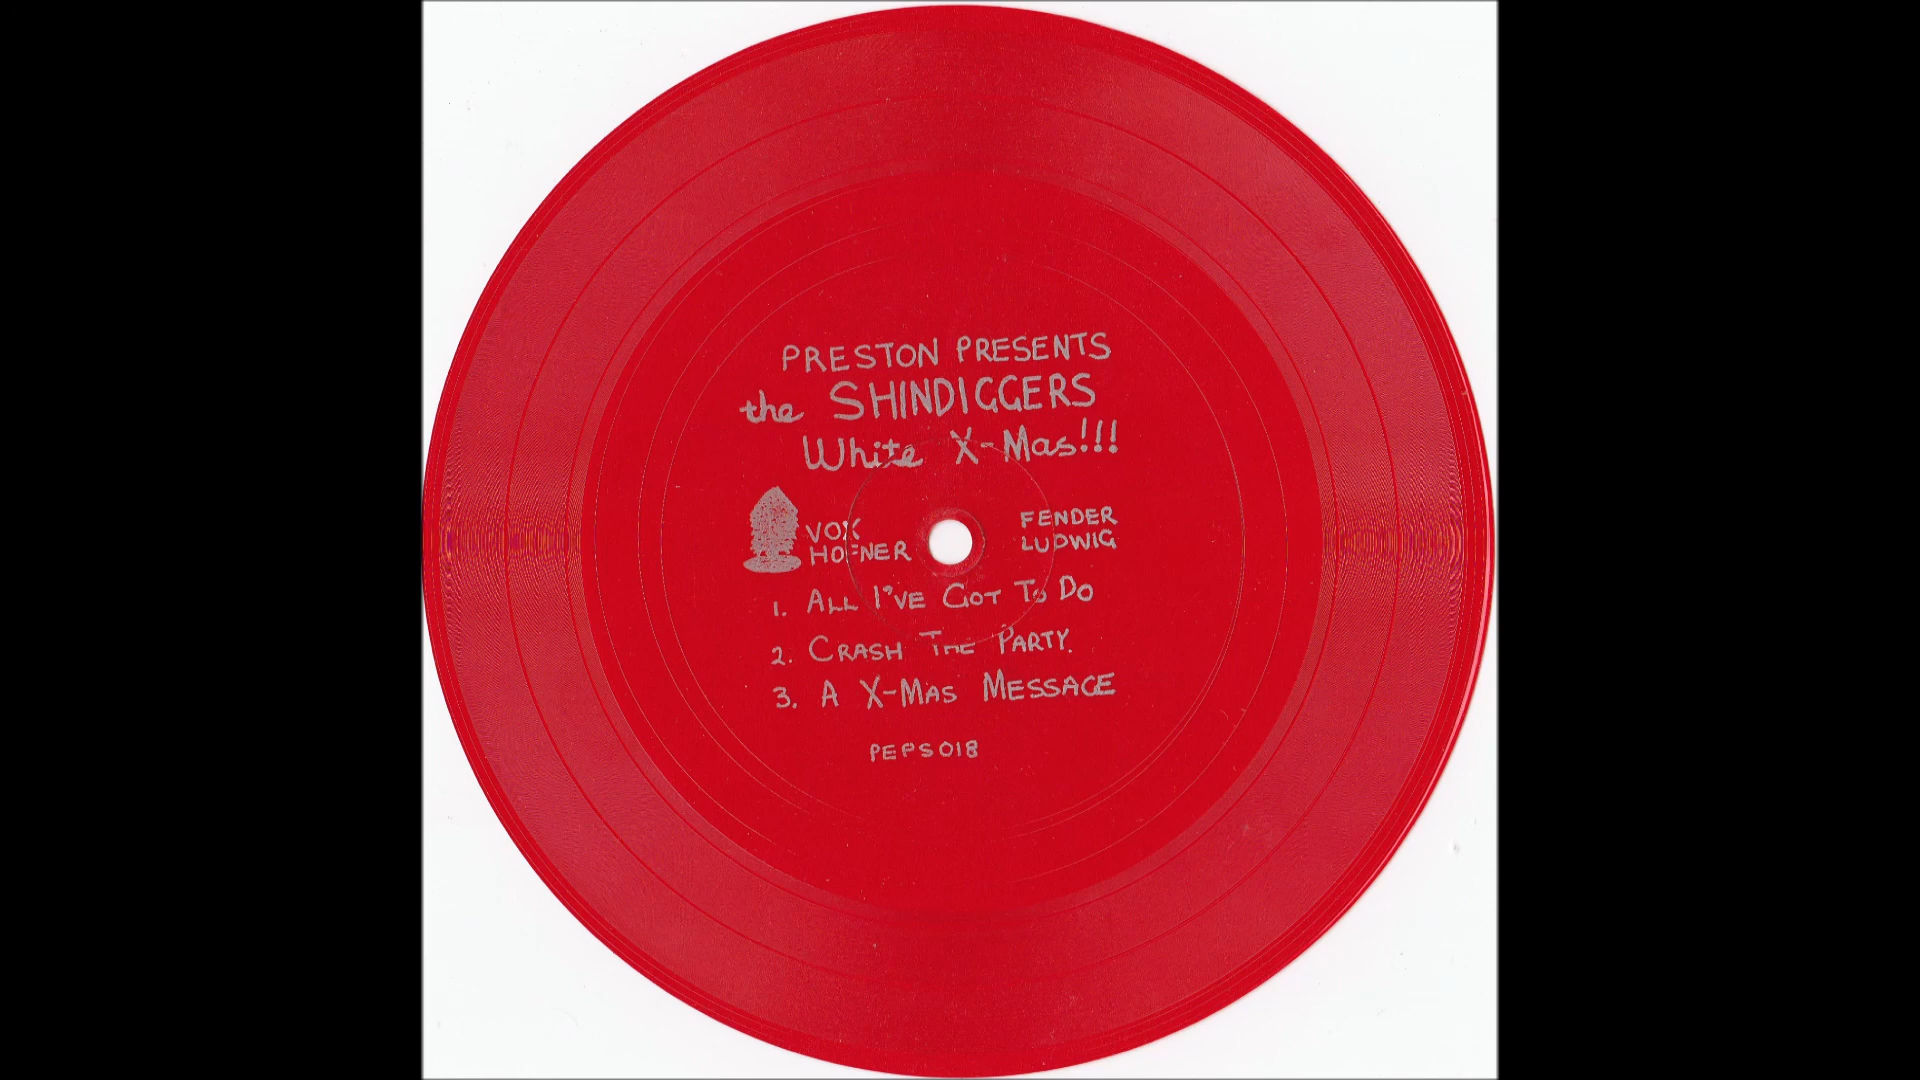 PRESTON PRESENTS
the SHINDIGGERS
White X-Mas!!!
VOX
HOFNER
FENDER
LUDWIG
1. ALL I'VE GOT TO DO
2. CRASH THE PARTY.
3. A X-MAS MESSAGE
PEPS018